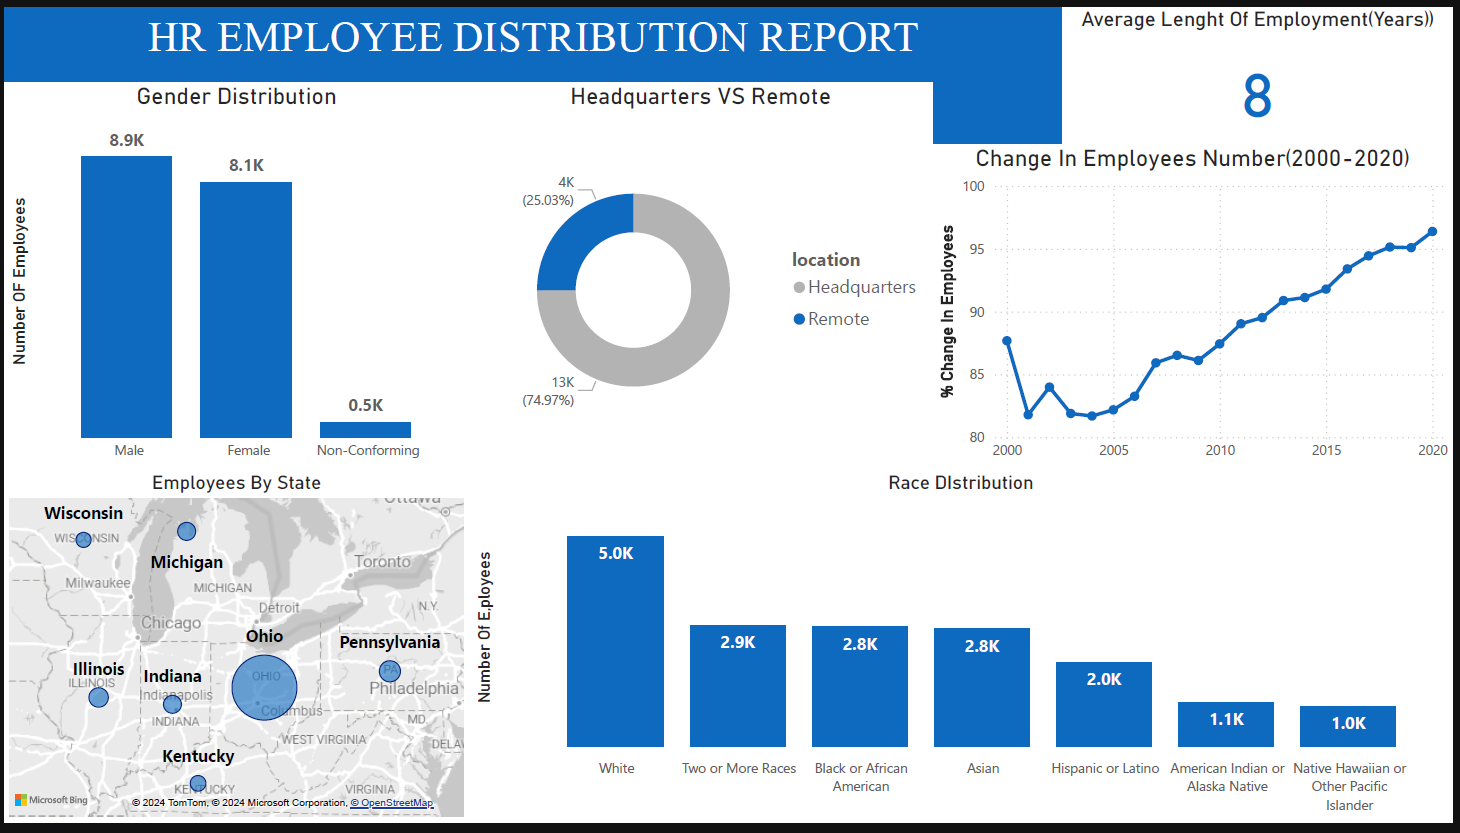 HR EMPLOYEE DISTRIBUTION REPORT
Average Lenght Of Employment(Years))
8
Gender Distribution
Number OF Employees
8.9K
8.1K
0.5K
Male
Female
Non-Conforming
Headquarters VS Remote
4K
(25.03%)
13K
(74.97%)
location
Headquarters
Remote
Change In Employees Number(2000-2020)
% Change In Employees
100
95
90
85
80
2000
2005
2010
2015
2020
Employees By State
Ottawa
Wisconsin
WISCONSIN
Michigan
Toronto
Milwaukee
MICHIGAN
Detroit
N.Y.
Chicago
Ohio
Pennsylvania
Illinois
Indiana
OHIO
PA
ILLINOIS
Indianapolis
Philadelphia
Columbus
INDIANA
MD
WEST VIRGINIA
DELA
Kentucky
KENTUCKY
VIRGINIA
Microsoft Bing
© 2024 TomTom, © 2024 Microsoft Corporation, © OpenStreetMap
Race DIstribution
Number Of E.ployees
5.0K
2.9K
2.8K
2.8K
2.0K
1.1K
1.0K
White
Two or More Races
Black or African
American
Asian
Hispanic or Latino
American Indian or
Alaska Native
Native Hawaiian or
Other Pacific
Islander